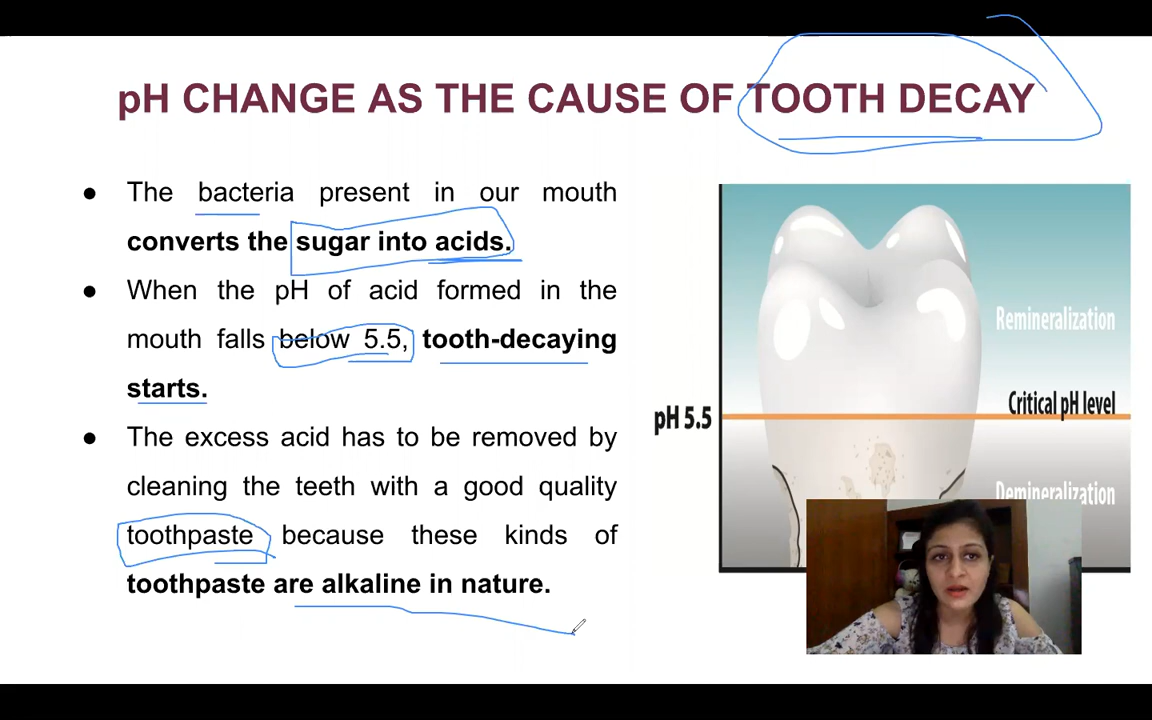 pH CHANGE AS THE CAUSE OF TOOTH DECAY
● The bacteria present in our mouth
converts the sugar into acids.
● When the pH of acid formed in the
mouth falls below 5.5, tooth-decaying
starts.
● The excess acid has to be removed by
cleaning the teeth with a good quality
toothpaste because these kinds of
toothpaste are alkaline in nature.
Remineralization
Critical pH level
pH 5.5
Demineralization